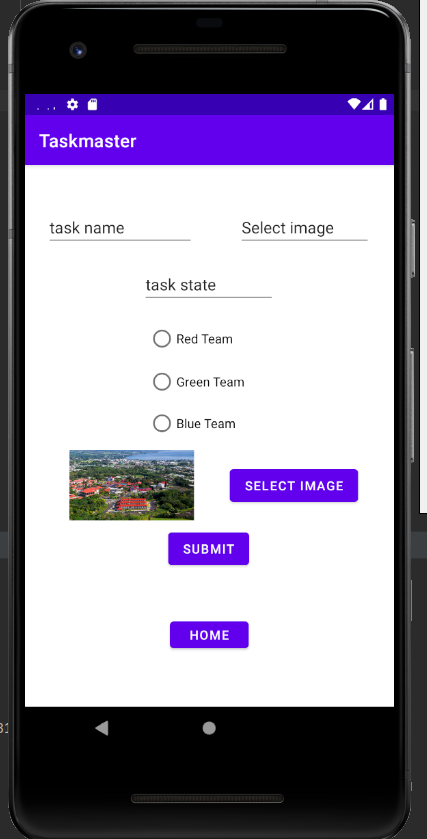 Taskmaster
task name
Select image
task state
Red Team
Green Team
Blue Team
SELECT IMAGE
SUBMIT
HOME